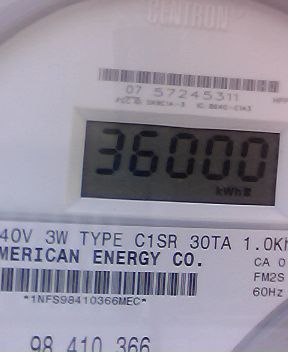 CENTRON
07 57245311
36000
kWh
40V 3W TYPE C1SR 30TA 1.0Kh
MERICAN ENERGY CO.
CA 0
FM2S
60Hz
*1NFS98410366MEC*
98 410 366